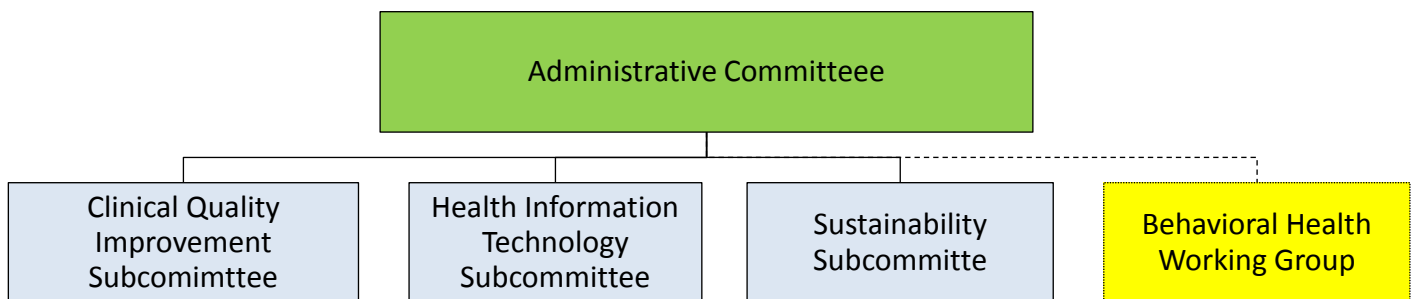 Administrative Committeee
Clinical Quality
Improvement
Subcomimttee
Health Information
Technology
Subcommittee
Sustainability
Subcommitte
Behavioral Health
Working Group